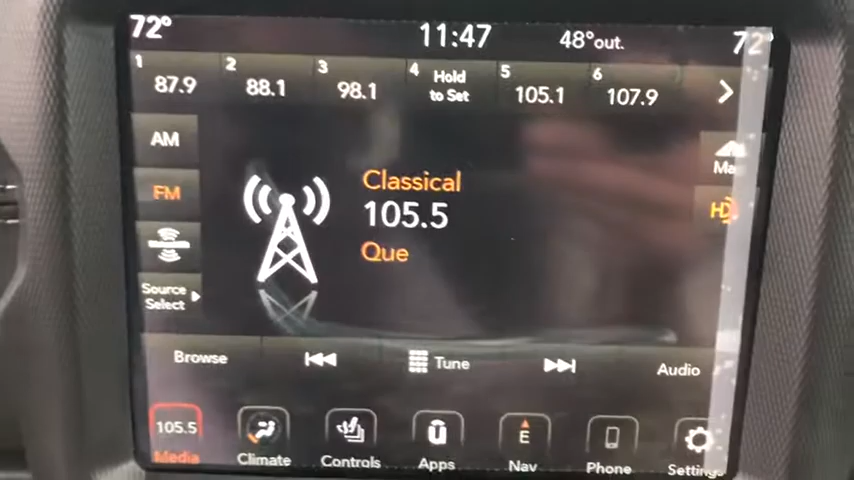 72° 11:47 48°out. 72°
1 87.9 2 88.1 3 98.1 4 Hold to Set 5 105.1 6 107.9
AM
FM
Source
Select
Classical
105.5
Que
HD
Browse Tune Audio
105.5 E
Media Climate Controls Apps Nav Phone Settings